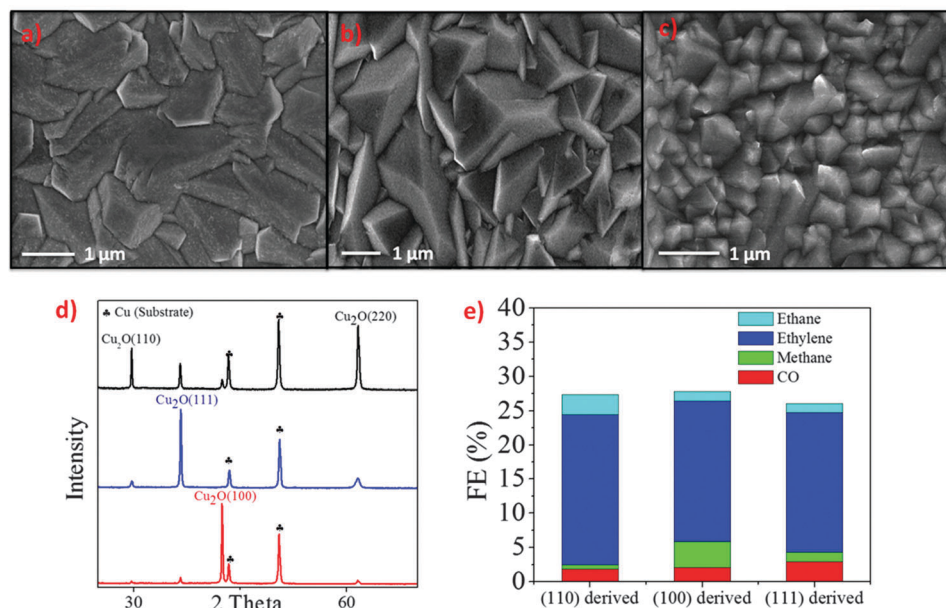 a)
b)
c)
1 µm
1 µm
1 µm
d)
♣ Cu (Substrate)
Cu₂O(110)
♣
♣
Cu₂O(220)
Cu₂O(111)
♣
♣
Cu₂O(100)
♣
♣
Intensity
30
2 Theta
60
e)
40
35
30
25
20
15
10
5
0
FE (%)
Ethane
Ethylene
Methane
CO
(110) derived
(100) derived
(111) derived